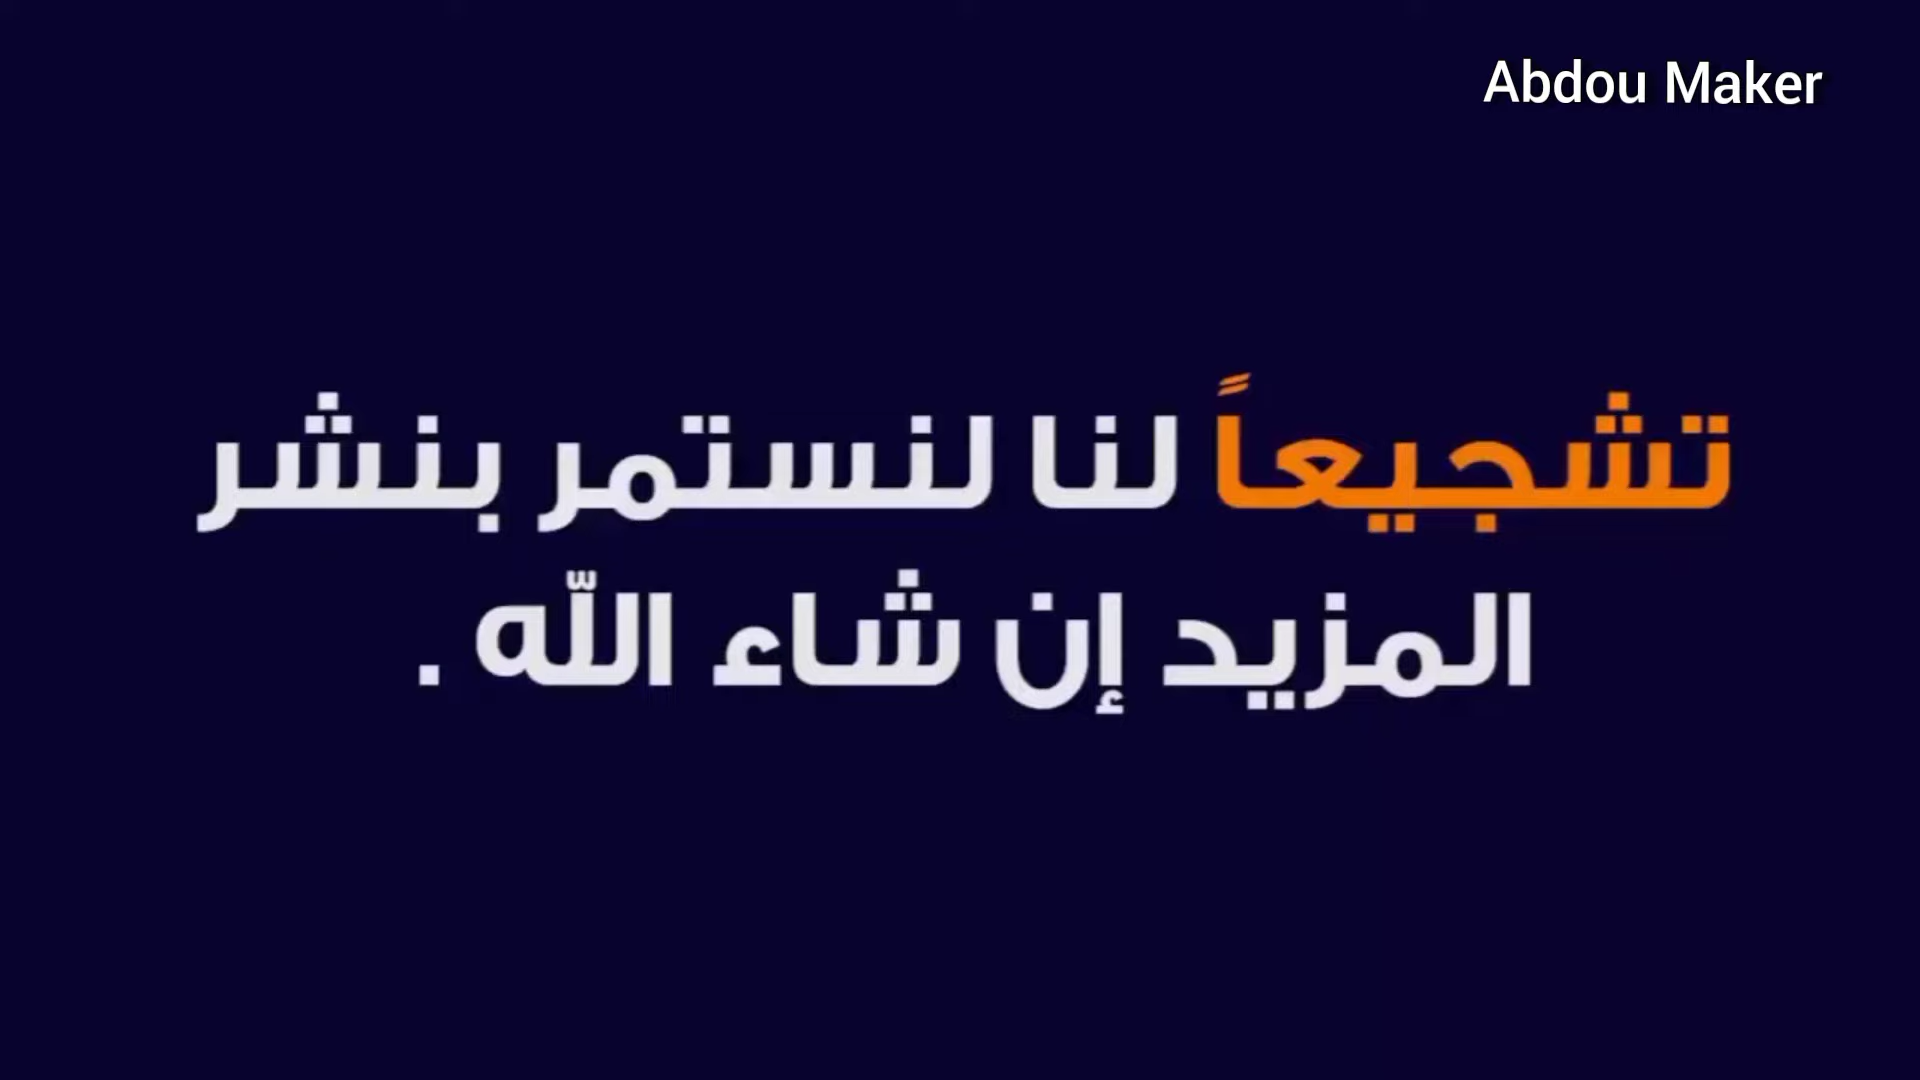 Abdou Maker
تشجيعاً لنا لنستمر بنشر
المزيد إن شاء اللّه .